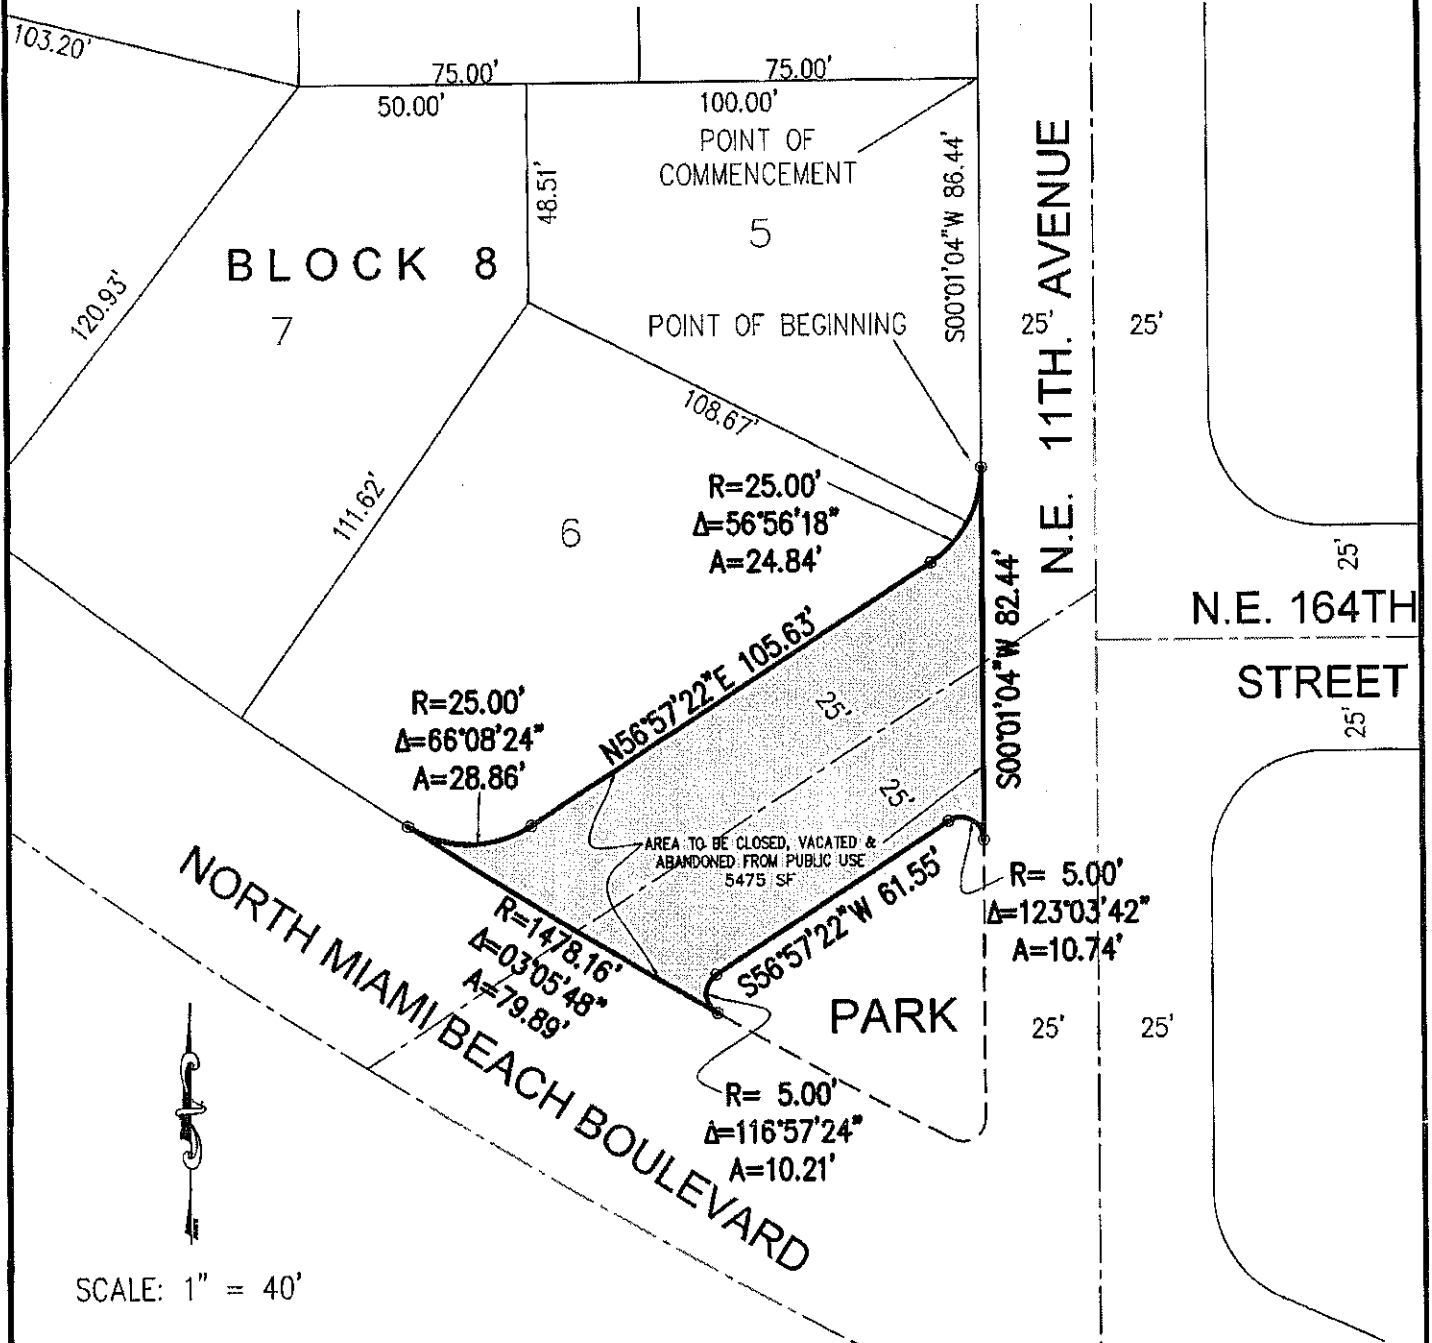 103.20'
75.00'
75.00'
50.00'
100.00'
POINT OF
COMMENCEMENT
48.51'
S00°01'04"W 86.44'
N.E. 11TH. AVENUE
5
BLOCK 8
120.93'
7
POINT OF BEGINNING
25'
25'
108.67'
R=25.00'
Δ=56°56'18"
A=24.84'
111.62'
6
25'
N.E. 164TH
STREET
25'
S00°01'04"W 82.44'
N56°57'22"E 105.63'
25'
25'
R=25.00'
Δ=66°08'24"
A=28.86'
AREA TO BE CLOSED, VACATED &
ABANDONED FROM PUBLIC USE
5475 SF
S56°57'22"W 61.55'
R= 5.00'
Δ=123°03'42"
A=10.74'
R=1478.16'
Δ=03°05'48"
A=79.89'
NORTH MIAMI BEACH BOULEVARD
PARK
25'
25'
R= 5.00'
Δ=116°57'24"
A=10.21'
SCALE: 1" = 40'